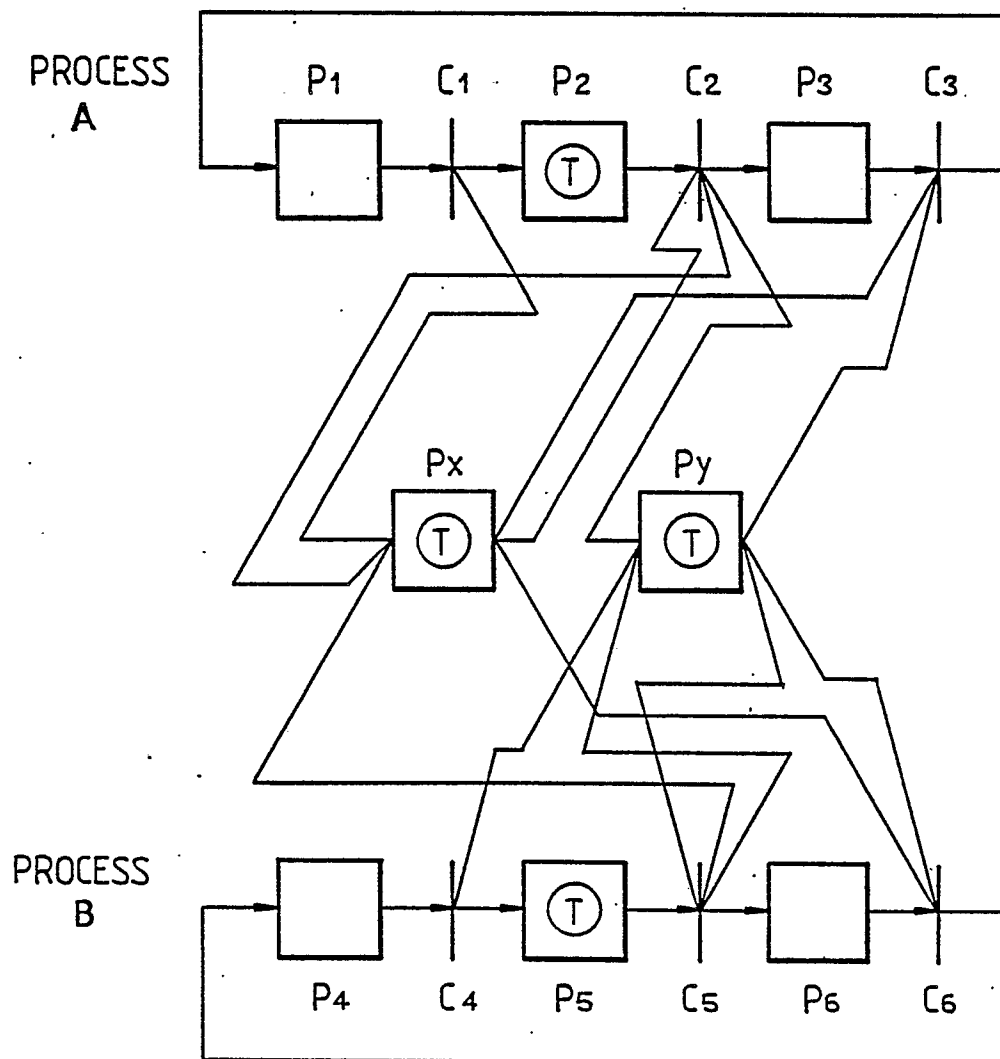 PROCESS
A
P1 C1 P2 C2 P3 C3
T
Px Py
T T
PROCESS
B
T
P4 C4 P5 C5 P6 C6